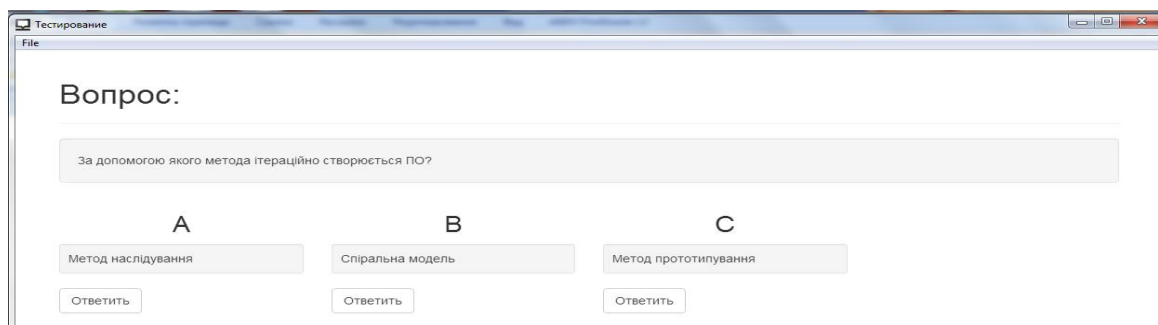 Тестирование
File
Вопрос:
За допомогою якого метода ітераційно створюється ПО?
A B C
Метод наслідування Спіральна модель Метод прототипування
Ответить Ответить Ответить